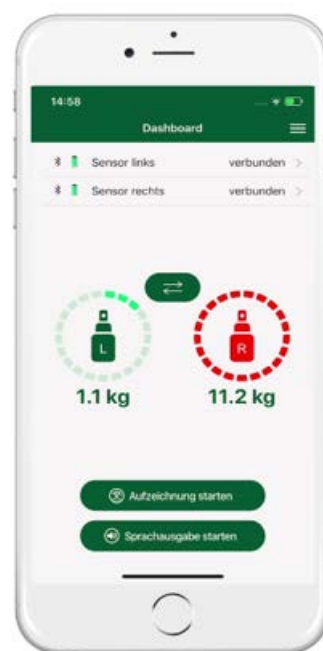 14:58
Dashboard
Sensor links verbunden
Sensor rechts verbunden
L R
1.1 kg 11.2 kg
Aufzeichnung starten
Sprachausgabe starten